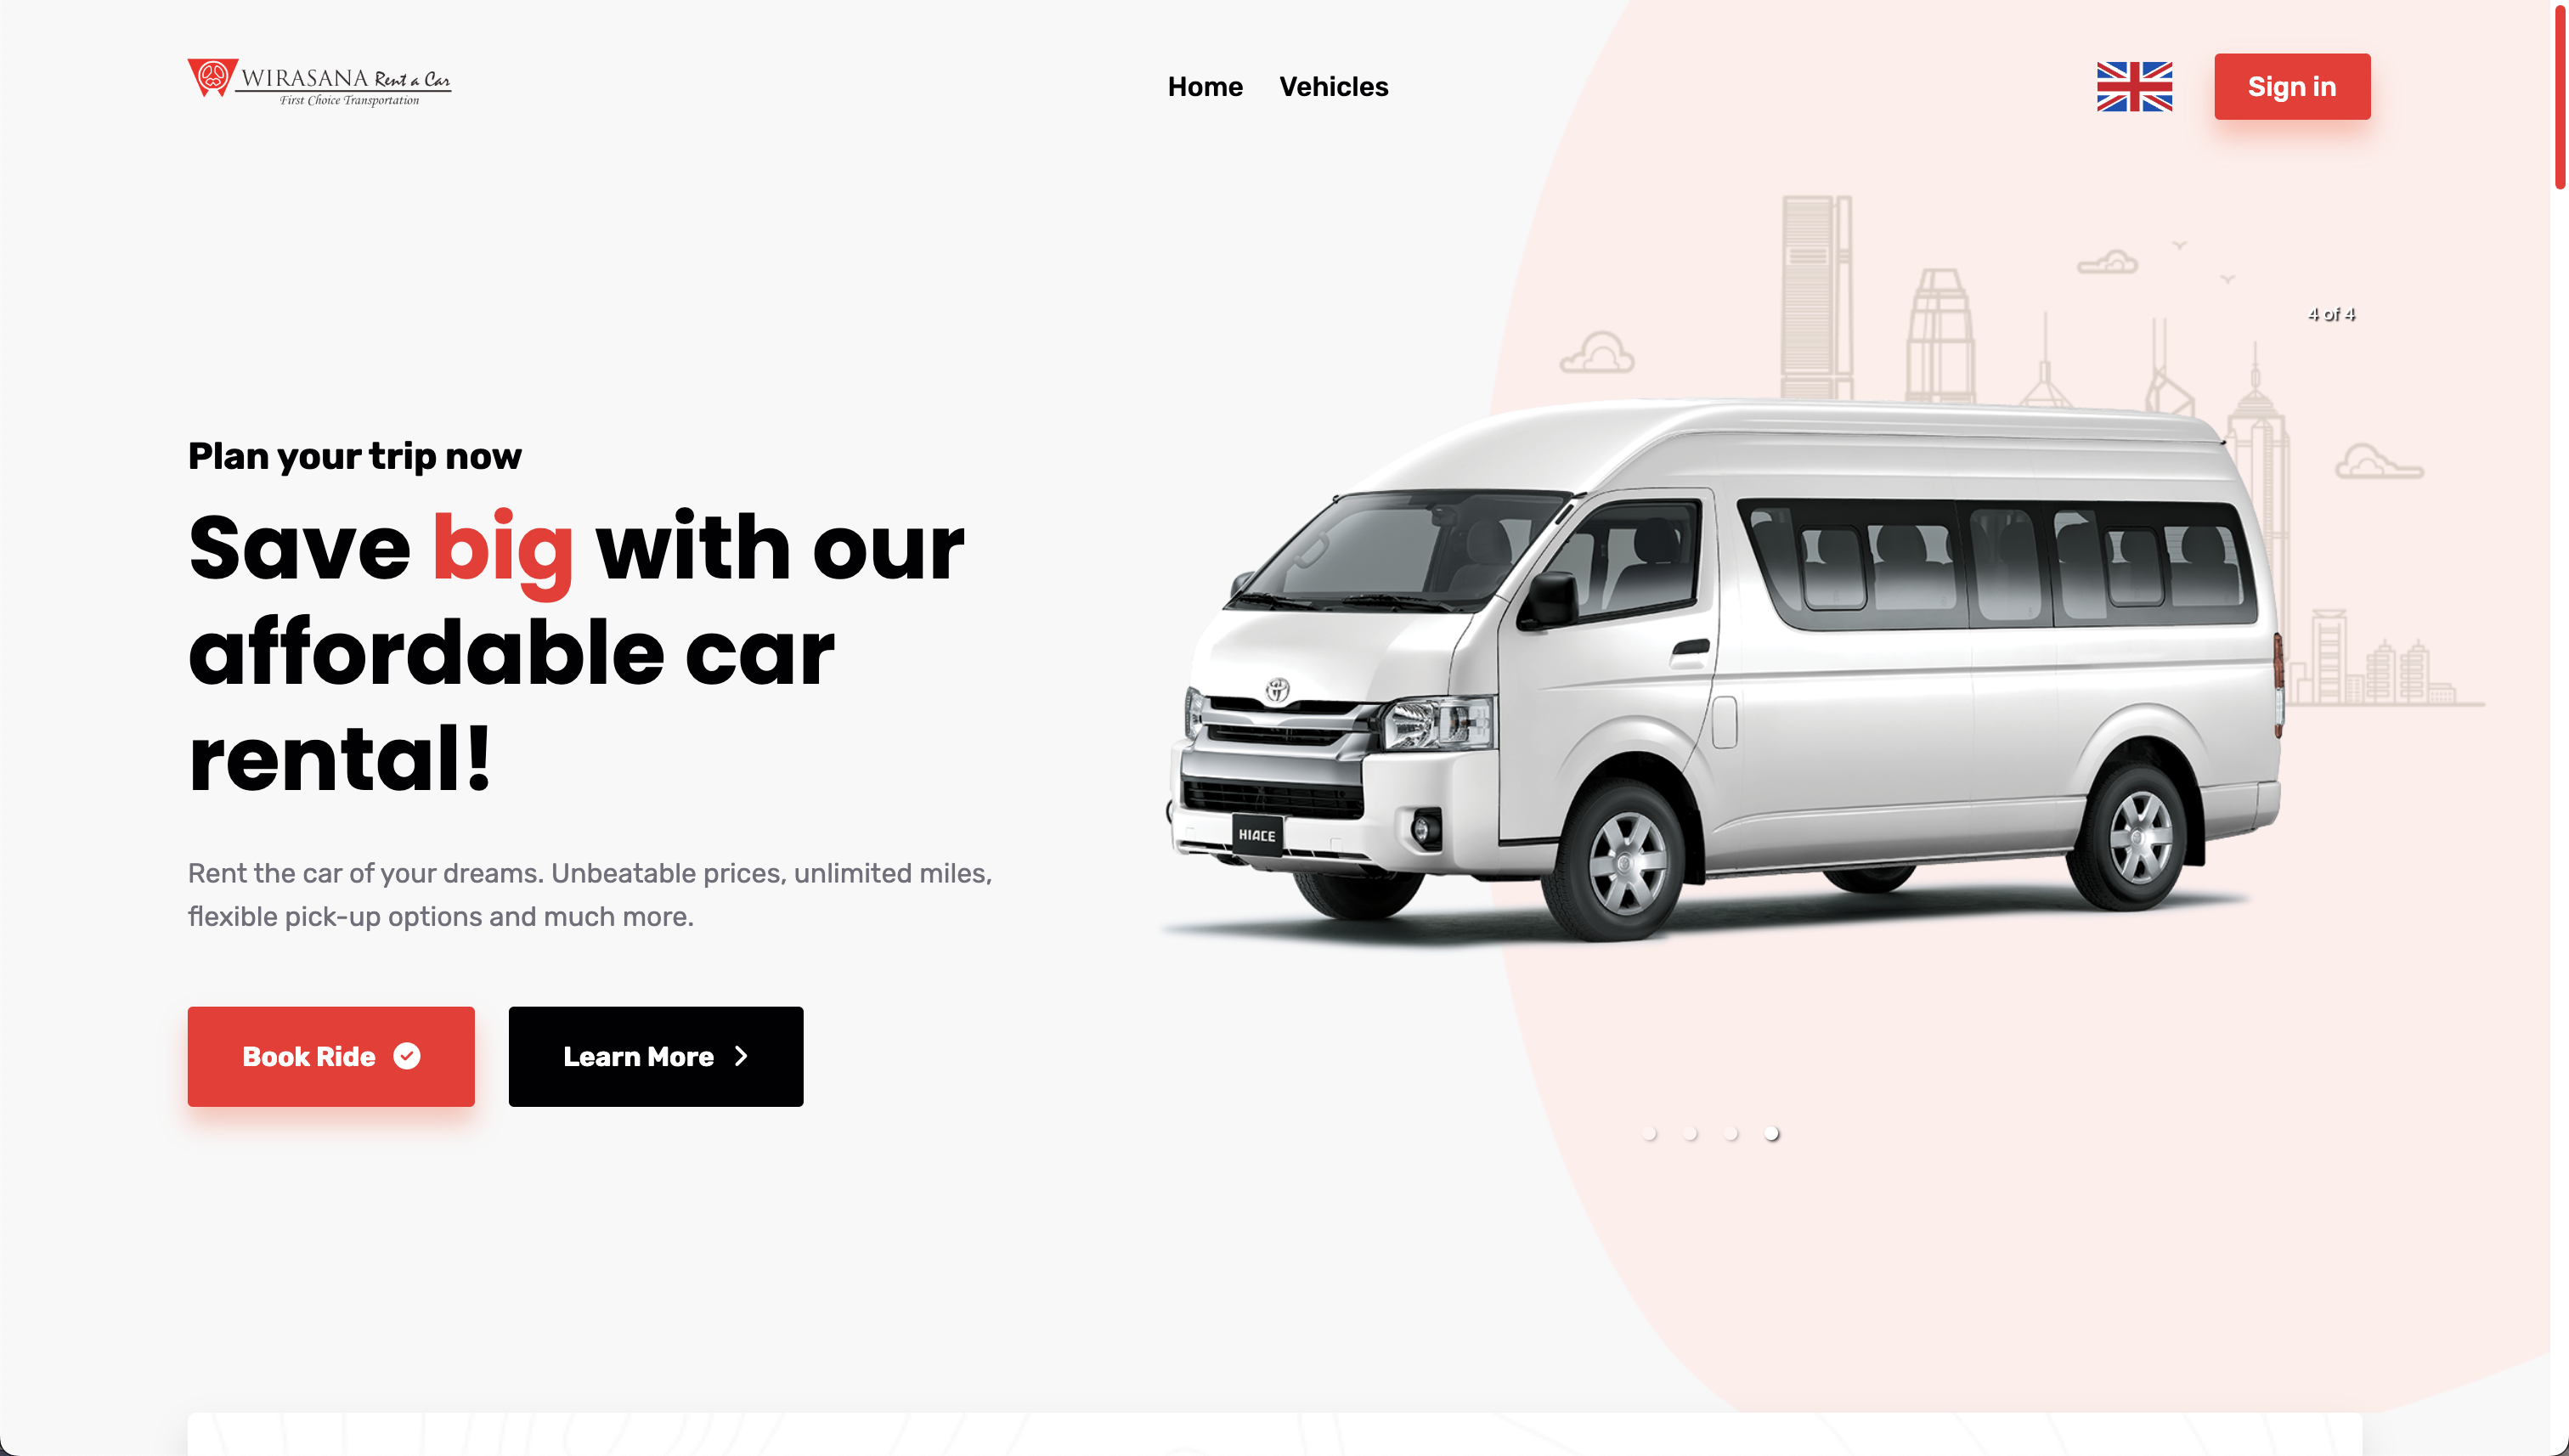 WIRASANA Rent a Car
First Choice Transportation
Home
Vehicles
Sign in
4 of 4
Plan your trip now
Save big with our
affordable car
rental!
Rent the car of your dreams. Unbeatable prices, unlimited miles,
flexible pick-up options and much more.
HIACE
Book Ride
Learn More